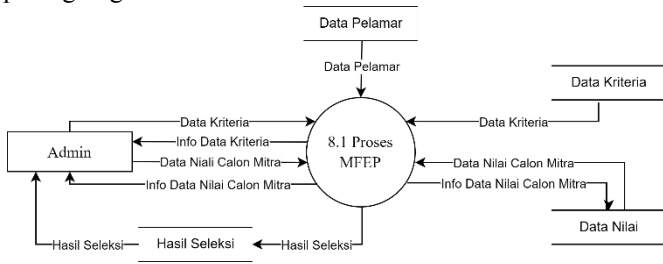 Data Pelamar
Data Pelamar
Data Kriteria
Data Kriteria
Data Kriteria
Info Data Kriteria
8.1 Proses
MFEP
Admin
Data Niali Calon Mitra
Data Nilai Calon Mitra
Info Data Nilai Calon Mitra
Info Data Nilai Calon Mitra
Data Nilai
Hasil Seleksi
Hasil Seleksi
Hasil Seleksi